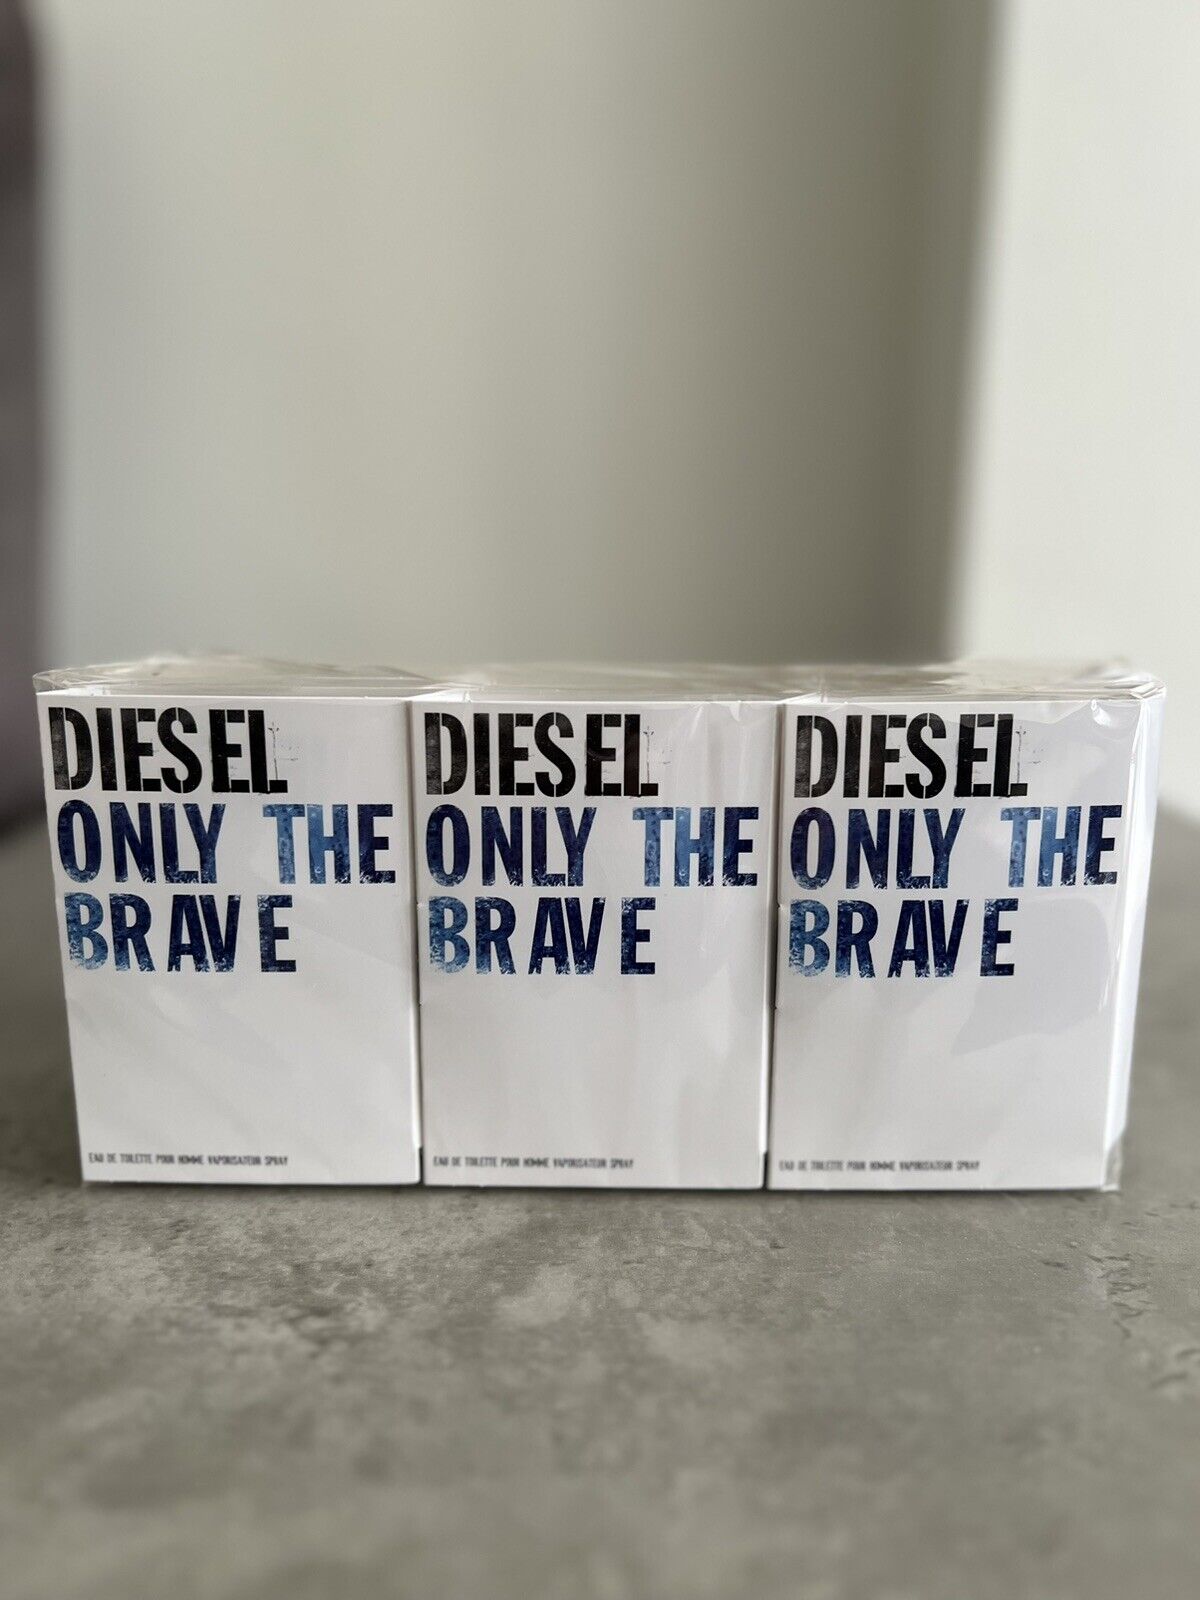 DIESEL
ONLY THE
BRAVE
EAU DE TOILETTE POUR HOMME VAPORISATEUR SPRAY
DIESEL
ONLY THE
BRAVE
EAU DE TOILETTE POUR HOMME VAPORISATEUR SPRAY
DIESEL
ONLY THE
BRAVE
EAU DE TOILETTE POUR HOMME VAPORISATEUR SPRAY